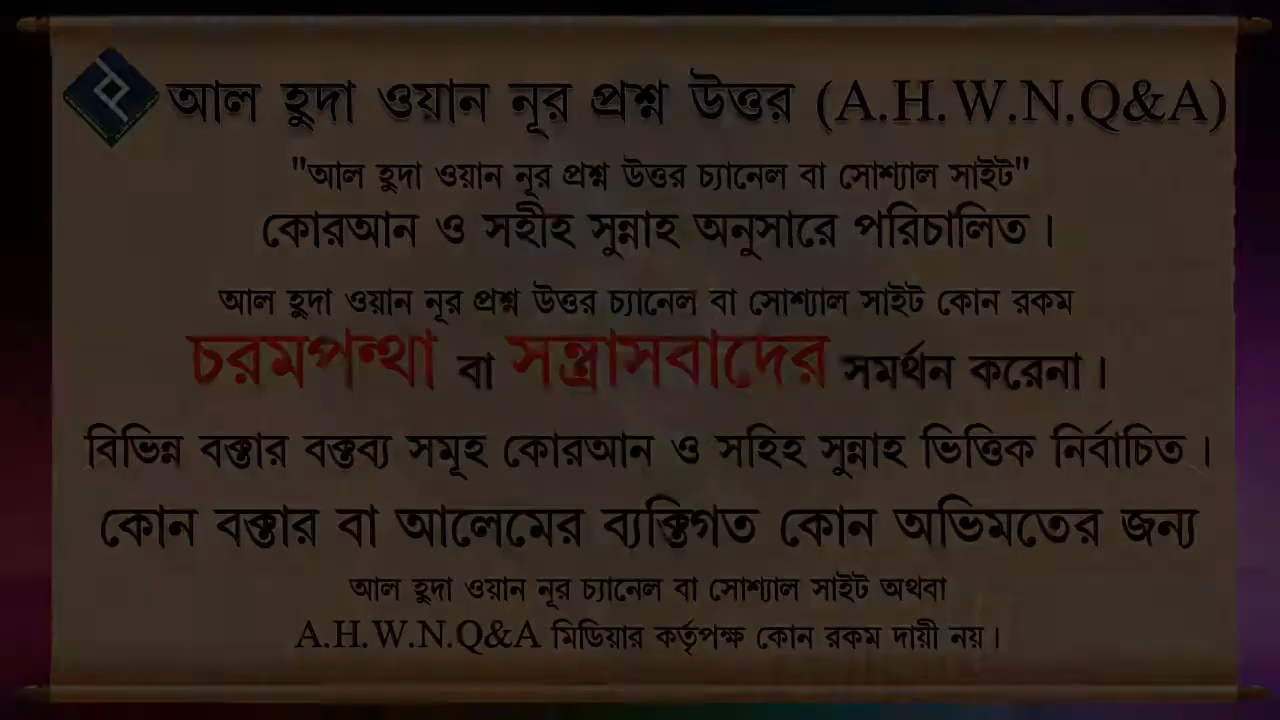 আল হুদা ওয়ান নূর প্রশ্ন উত্তর (A.H.W.N.Q&A)
"আল হুদা ওয়ান নূর প্রশ্ন উত্তর চ্যানেল বা সোশ্যাল সাইট"
কোরআন ও সহীহ সুন্নাহ অনুসারে পরিচালিত।
আল হুদা ওয়ান নূর প্রশ্ন উত্তর চ্যানেল বা সোশ্যাল সাইট কোন রকম
চরমপন্থা বা সন্ত্রাসবাদের সমর্থন করেনা।
বিভিন্ন বক্তার বক্তব্য সমূহ কোরআন ও সহিহ সুন্নাহ ভিত্তিক নির্বাচিত।
কোন বক্তার বা আলেমের ব্যক্তিগত কোন অভিমতের জন্য
আল হুদা ওয়ান নূর চ্যানেল বা সোশ্যাল সাইট অথবা
A.H.W.N.Q&A মিডিয়ার কর্তৃপক্ষ কোন রকম দায়ী নয়।